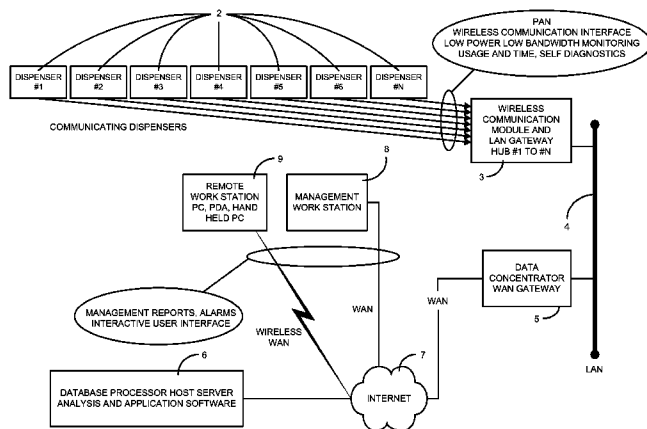 2
PAN
WIRELESS COMMUNICATION INTERFACE
LOW POWER LOW BANDWIDTH MONITORING
USAGE AND TIME, SELF DIAGNOSTICS
DISPENSER
#1
DISPENSER
#2
DISPENSER
#3
DISPENSER
#4
DISPENSER
#5
DISPENSER
#6
DISPENSER
#N
COMMUNICATING DISPENSERS
WIRELESS
COMMUNICATION
MODULE AND
LAN GATEWAY
HUB #1 TO #N
3
9
8
REMOTE
WORK STATION
PC, PDA, HAND
HELD PC
MANAGEMENT
WORK STATION
4
DATA
CONCENTRATOR
WAN GATEWAY
5
MANAGEMENT REPORTS, ALARMS
INTERACTIVE USER INTERFACE
WIRELESS
WAN
WAN
WAN
LAN
6
7
DATABASE PROCESSOR HOST SERVER
ANALYSIS AND APPLICATION SOFTWARE
INTERNET